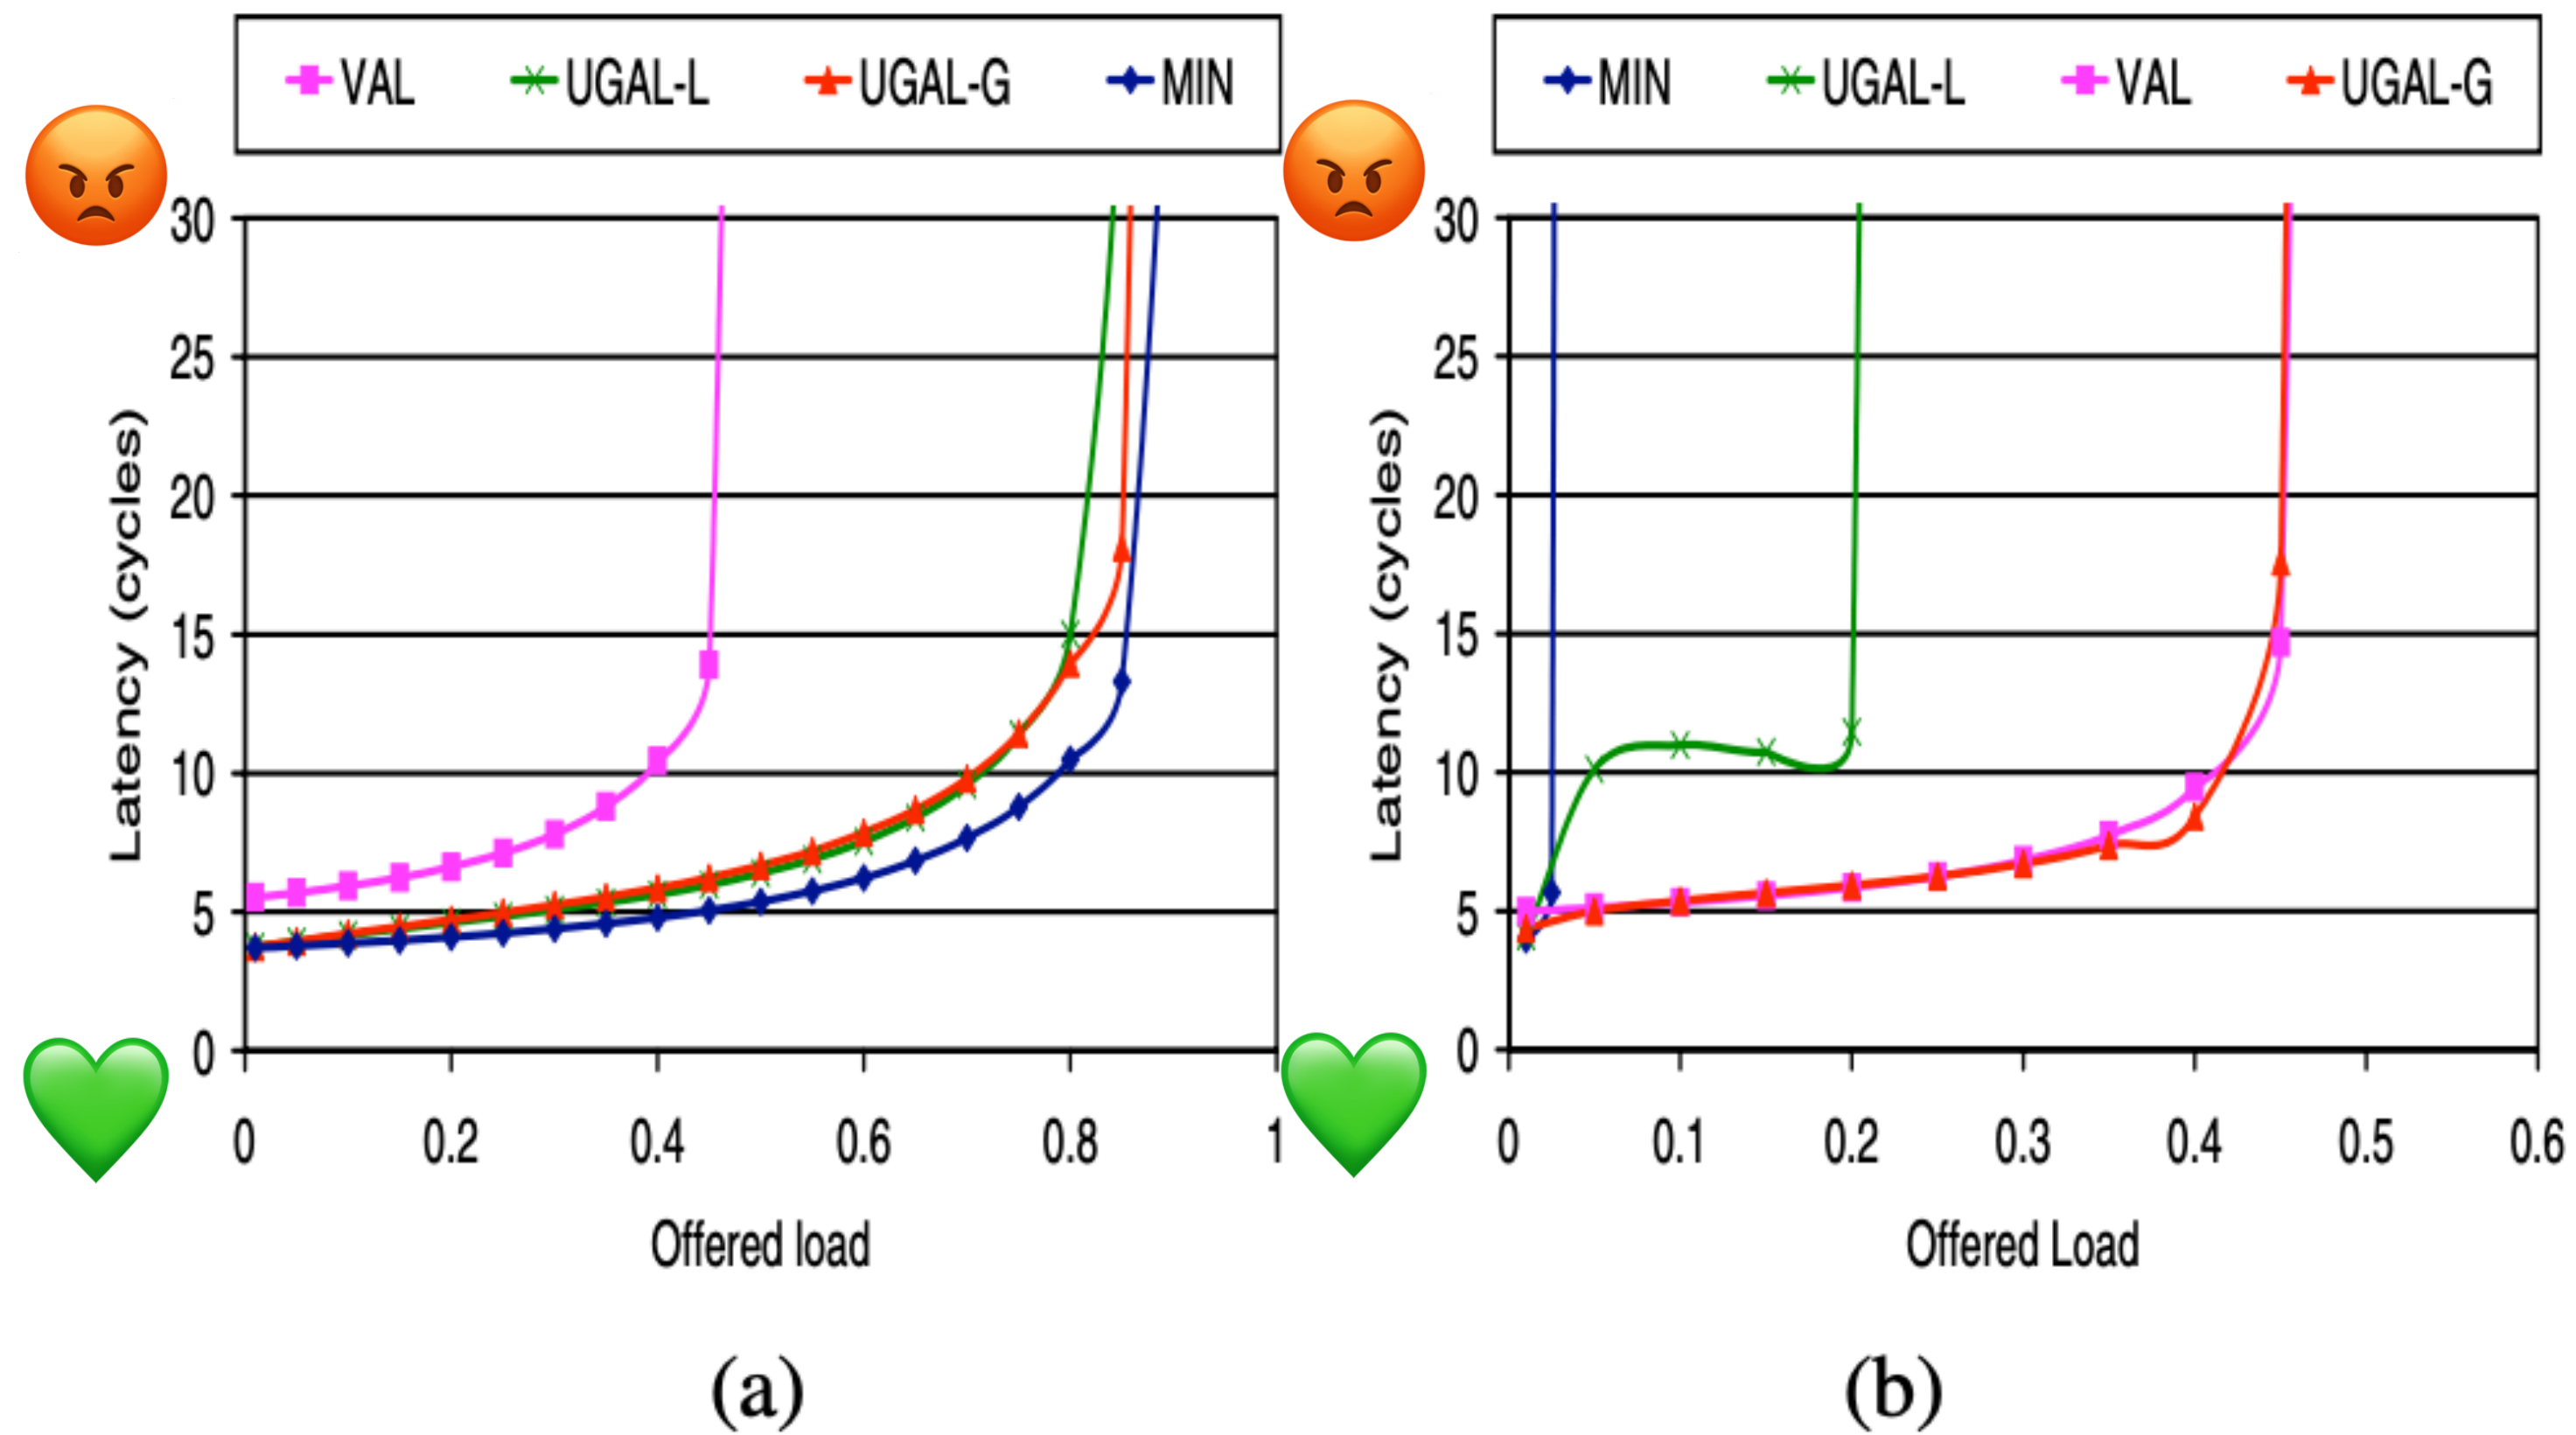 VAL UGAL-L UGAL-G MIN
30
25
20
15
10
5
0
Latency (cycles)
0 0.2 0.4 0.6 0.8 1
Offered load
(a)
MIN UGAL-L VAL UGAL-G
30
25
20
15
10
5
0
Latency (cycles)
0 0.1 0.2 0.3 0.4 0.5 0.6
Offered Load
(b)